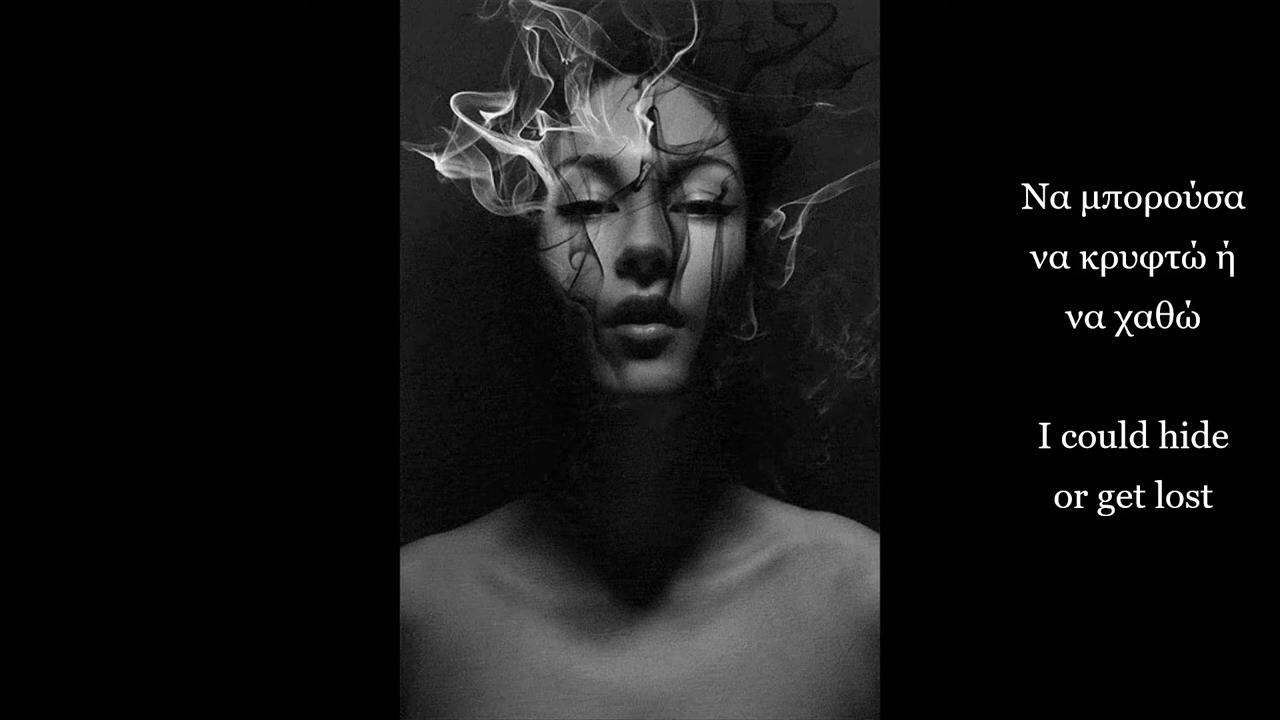 Να μπορούσα
να κρυφτώ ή
να χαθώ
I could hide
or get lost